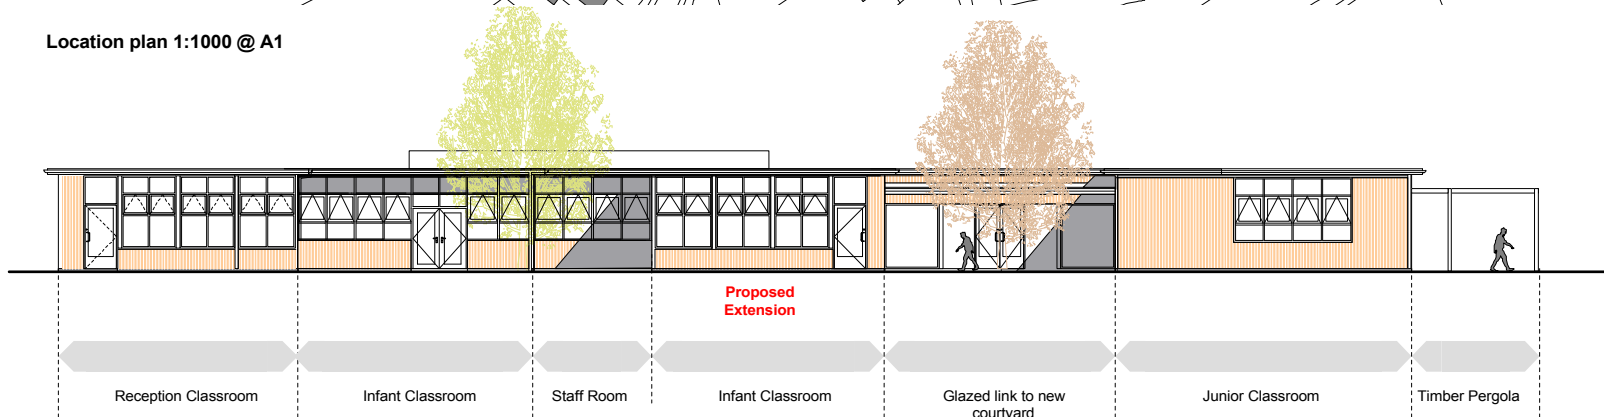 Location plan 1:1000 @ A1
Proposed
Extension
Reception Classroom
Infant Classroom
Staff Room
Infant Classroom
Glazed link to new
courtyard
Junior Classroom
Timber Pergola